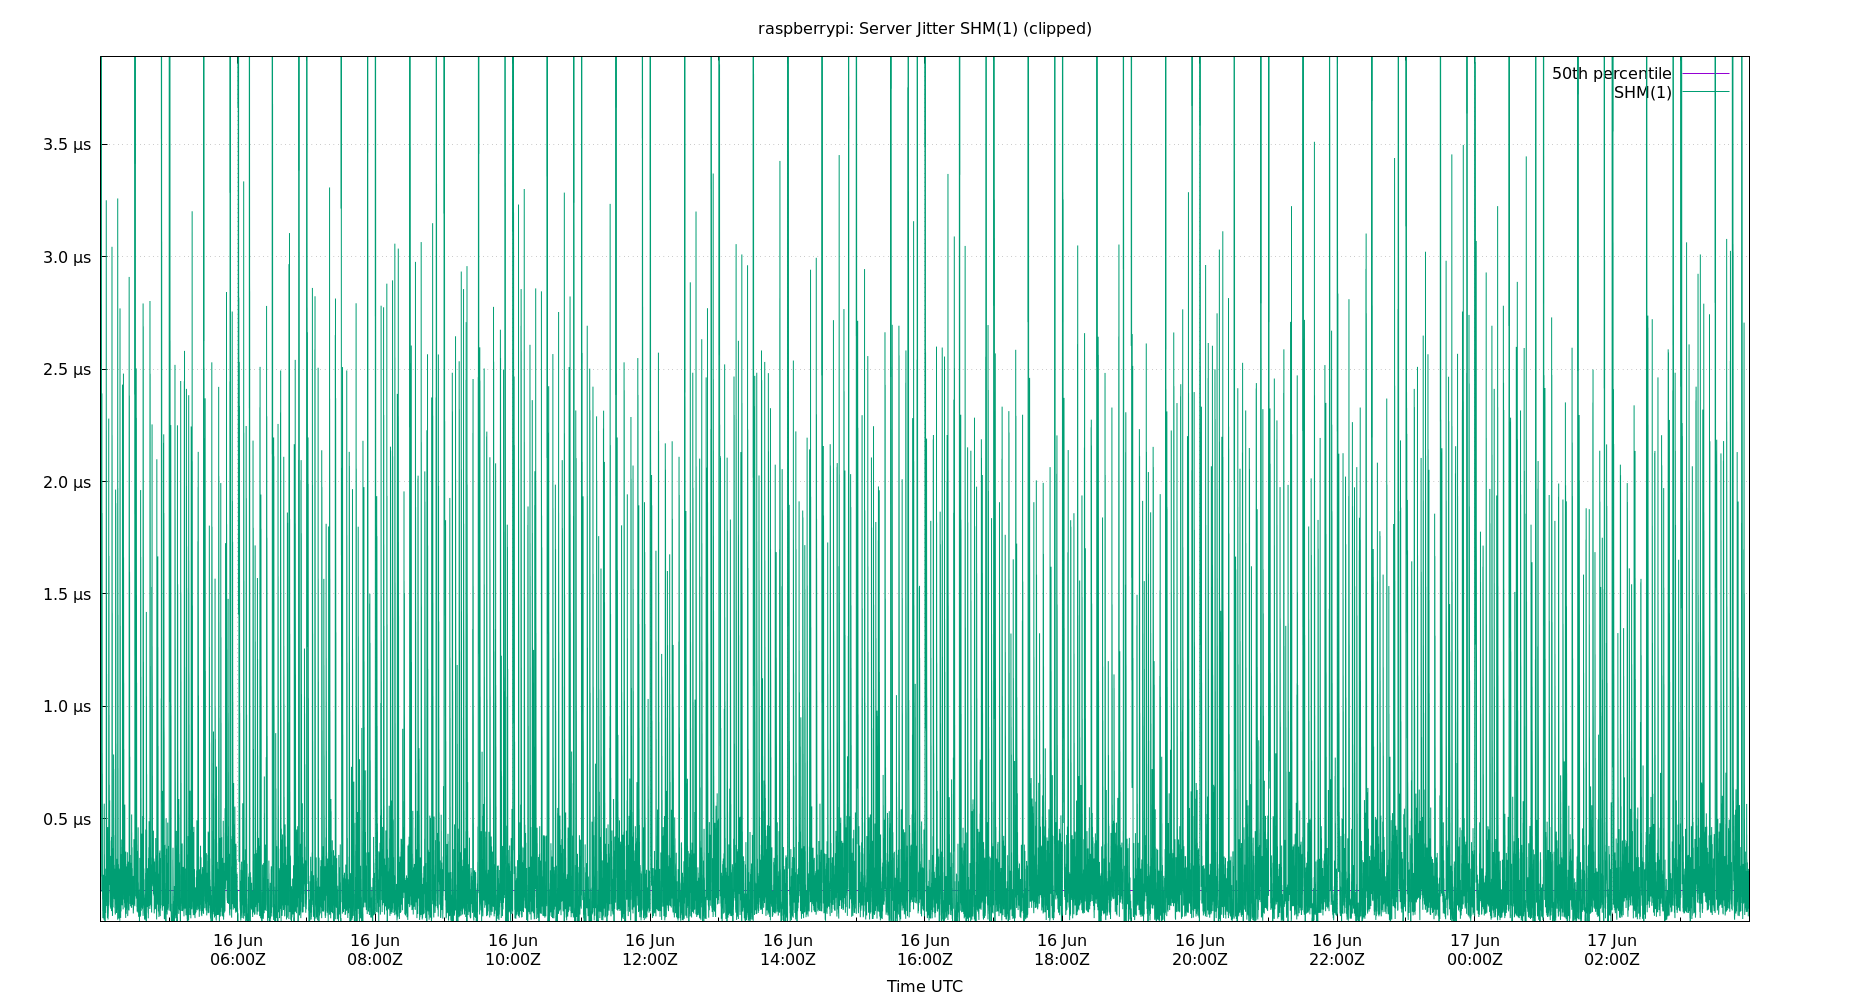 raspberrypi: Server Jitter SHM(1) (clipped)
50th percentile
SHM(1)
3.5 µs
3.0 µs
2.5 µs
2.0 µs
1.5 µs
1.0 µs
0.5 µs
16 Jun 16 Jun 16 Jun 16 Jun 16 Jun 16 Jun 16 Jun 16 Jun 16 Jun 17 Jun 17 Jun
06:00Z 08:00Z 10:00Z 12:00Z 14:00Z 16:00Z 18:00Z 20:00Z 22:00Z 00:00Z 02:00Z
Time UTC